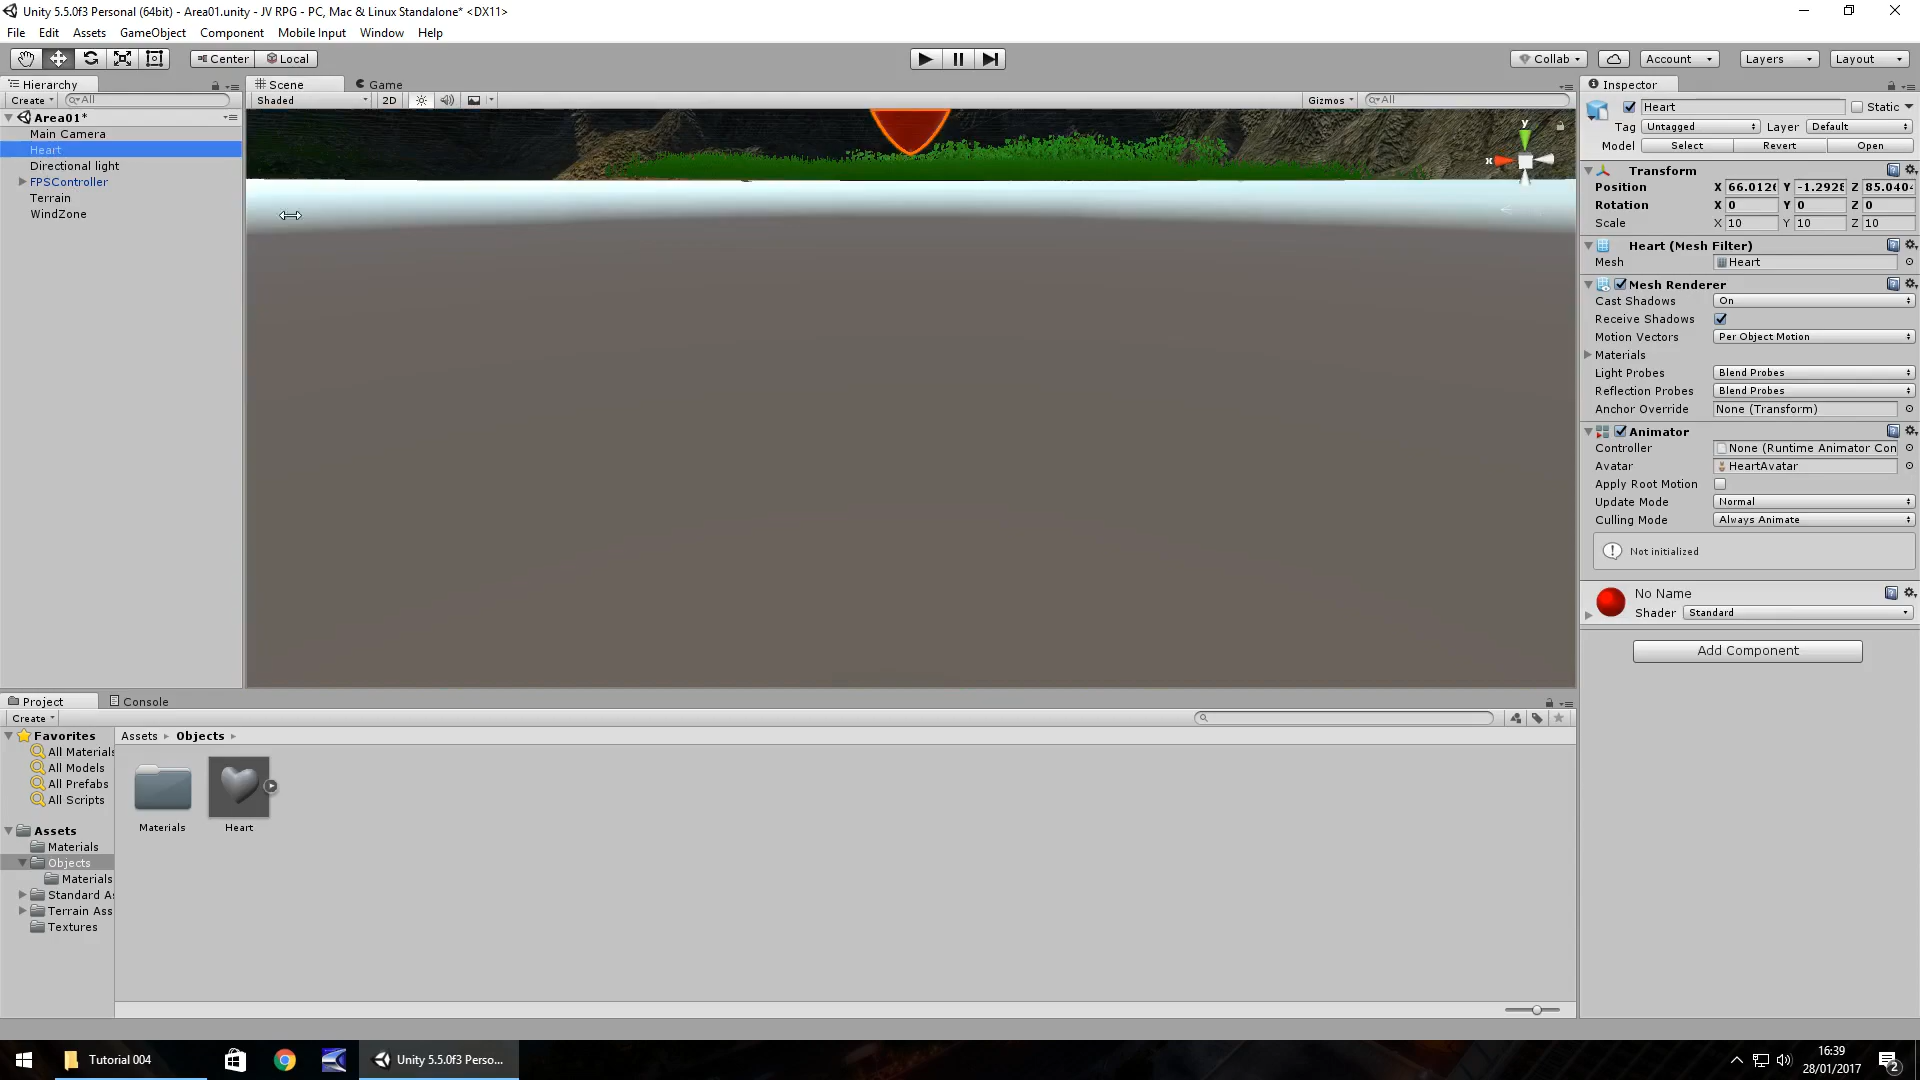 Unity 5.5.0f3 Personal (64bit) - Area01.unity - JV RPG - PC, Mac & Linux Standalone* <DX11>
File Edit Assets GameObject Component Mobile Input Window Help
Center Local Collab Account Layers Layout
Hierarchy Scene Game Inspector
Create All Shaded 2D Gizmos All
Area01*
Main Camera
Heart
Directional light
FPSController
Terrain
WindZone
y
x
Heart Static
Tag Untagged Layer Default
Model Select Revert Open
Transform
Position X 66.0126 Y -1.2928 Z 85.0404
Rotation X 0 Y 0 Z 0
Scale X 10 Y 10 Z 10
Heart (Mesh Filter)
Mesh Heart
Mesh Renderer
Cast Shadows On
Receive Shadows
Motion Vectors Per Object Motion
Materials
Light Probes Blend Probes
Reflection Probes Blend Probes
Anchor Override None (Transform)
Animator
Controller None (Runtime Animator Con
Avatar HeartAvatar
Apply Root Motion
Update Mode Normal
Culling Mode Always Animate
Not initialized
No Name
Shader Standard
Add Component
Project Console
Create
Favorites
All Materials
All Models
All Prefabs
All Scripts
Assets
Materials
Objects
Materials
Standard As
Terrain Ass
Textures
Assets Objects
Materials Heart
Tutorial 004 Unity 5.5.0f3 Perso...
16:39
28/01/2017
2